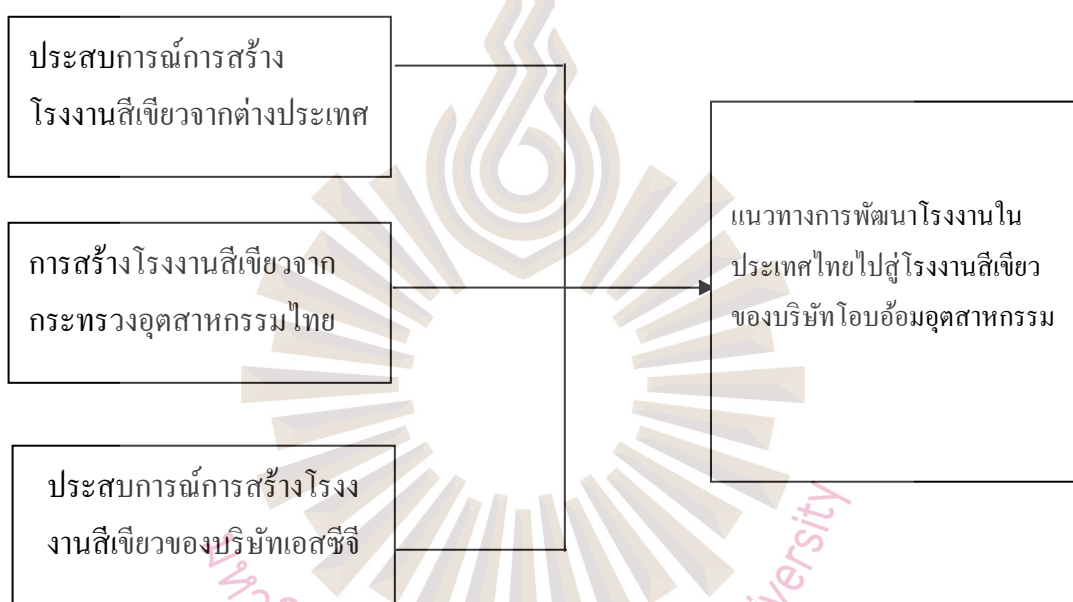 ประสบการณ์การสร้าง
โรงงานสีเขียวจากต่างประเทศ
การสร้างโรงงานสีเขียวจาก
กระทรวงอุตสาหกรรมไทย
ประสบการณ์การสร้างโรงง
งานสีเขียวของบริษัทเอสซีจี
แนวทางการพัฒนาโรงงานใน
ประเทศไทยไปสู่โรงงานสีเขียว
ของบริษัทโอบอ้อมอุตสาหกรรม